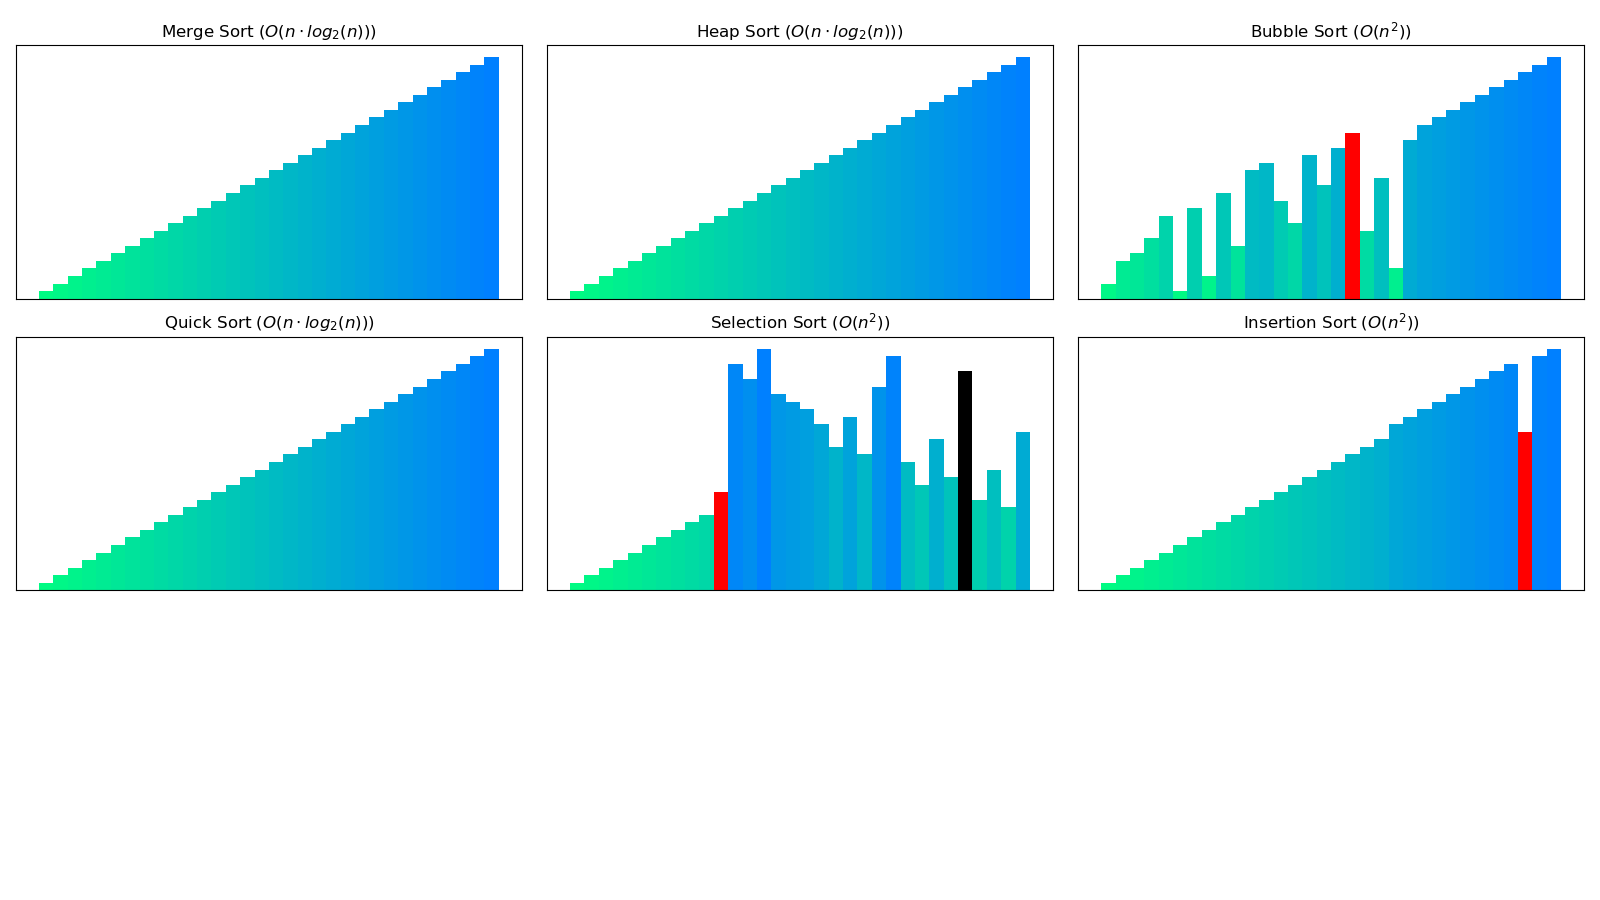 Merge Sort (O(n · log₂(n)))
Heap Sort (O(n · log₂(n)))
Bubble Sort (O(n²))
Quick Sort (O(n · log₂(n)))
Selection Sort (O(n²))
Insertion Sort (O(n²))